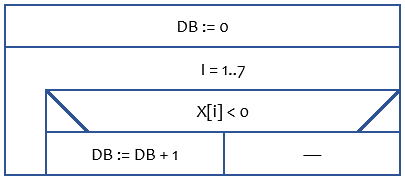 DB := 0
I = 1..7
X[i] < 0
DB := DB + 1
—